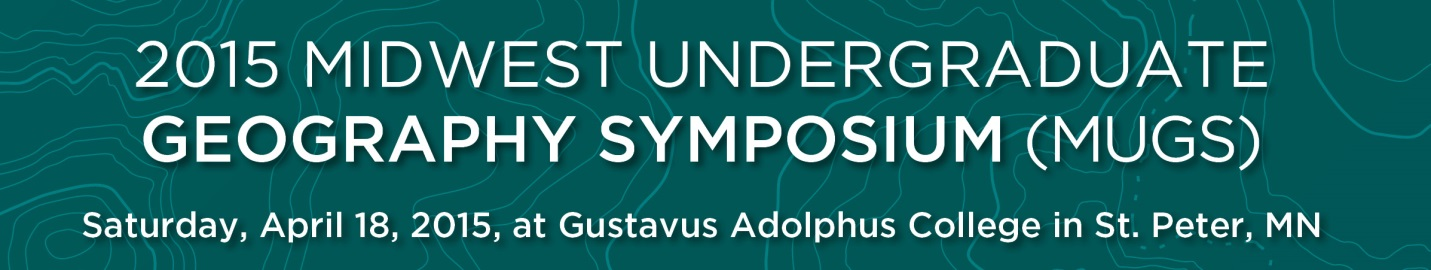 2015 MIDWEST UNDERGRADUATE
GEOGRAPHY SYMPOSIUM (MUGS)
Saturday, April 18, 2015, at Gustavus Adolphus College in St. Peter, MN